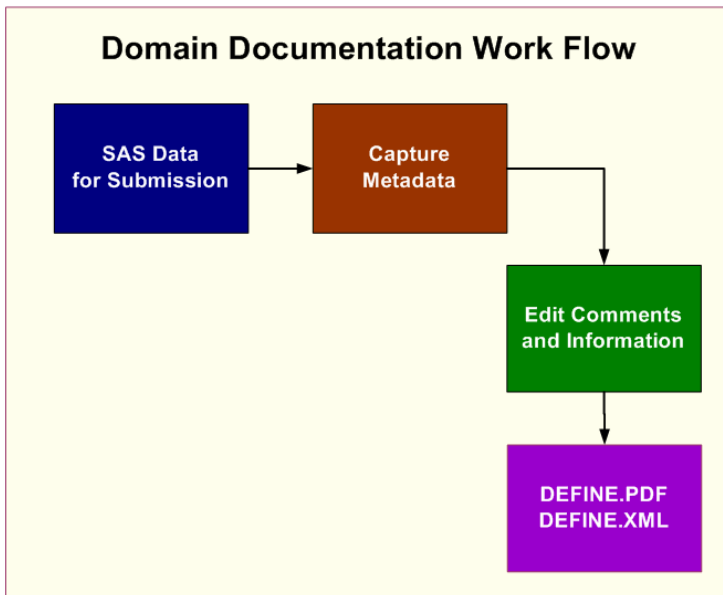 Domain Documentation Work Flow
SAS Data
for Submission
Capture
Metadata
Edit Comments
and Information
DEFINE.PDF
DEFINE.XML